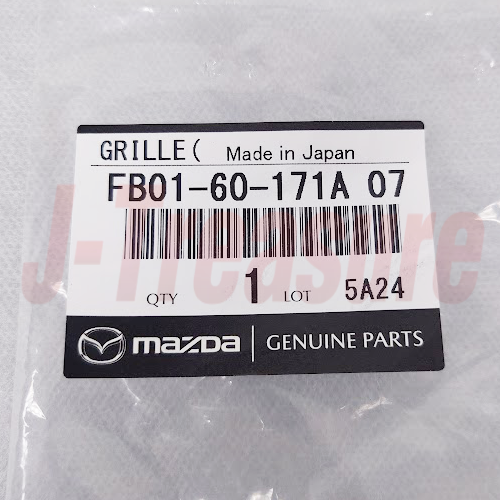 GRILLE( Made in Japan
FB01-60-171A 07
QTY 1 LOT 5A24
mazda GENUINE PARTS
J-Treasure